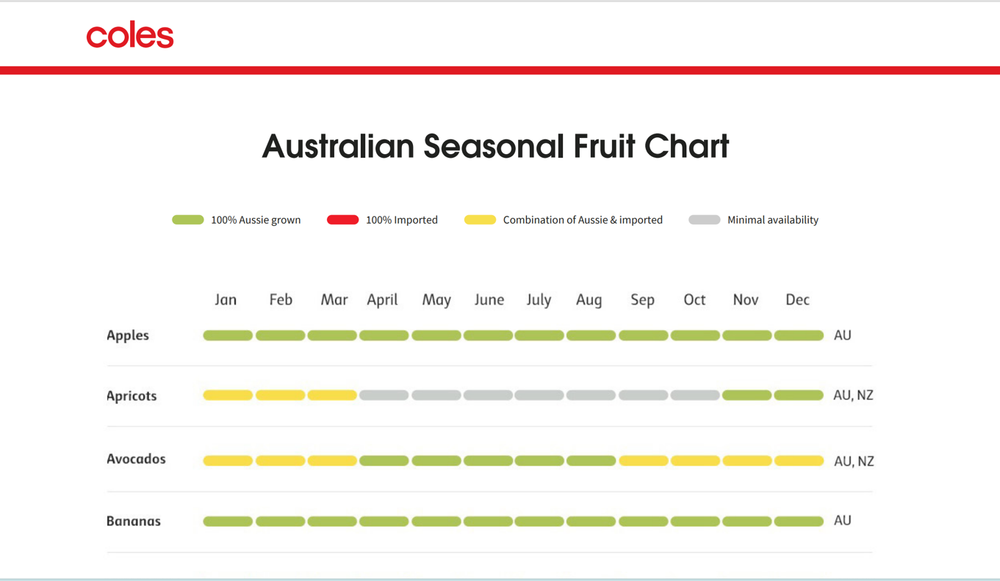 coles
Australian Seasonal Fruit Chart
100% Aussie grown 100% Imported Combination of Aussie & imported Minimal availability
Jan Feb Mar April May June July Aug Sep Oct Nov Dec
Apples AU
Apricots AU, NZ
Avocados AU, NZ
Bananas AU